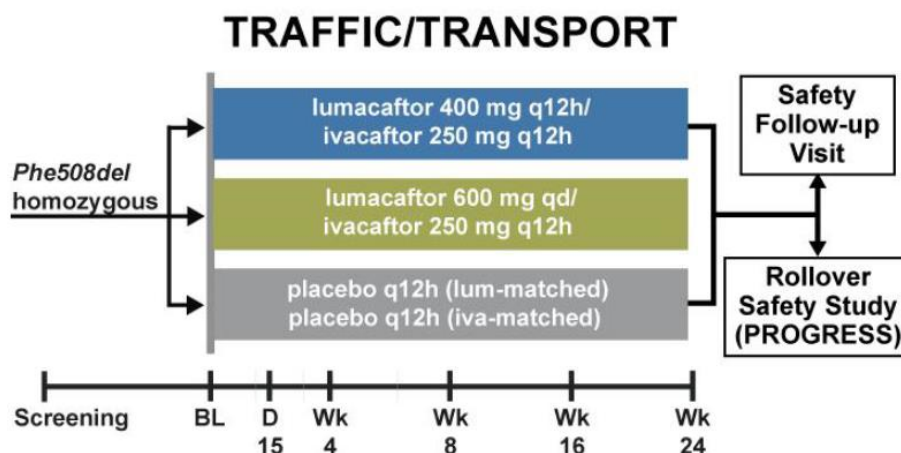 TRAFFIC/TRANSPORT
Phe508del
homozygous
lumacaftor 400 mg q12h/
ivacaftor 250 mg q12h
lumacaftor 600 mg qd/
ivacaftor 250 mg q12h
placebo q12h (lum-matched)
placebo q12h (iva-matched)
Safety
Follow-up
Visit
Rollover
Safety Study
(PROGRESS)
Screening BL D Wk Wk Wk Wk
15 4 8 16 24